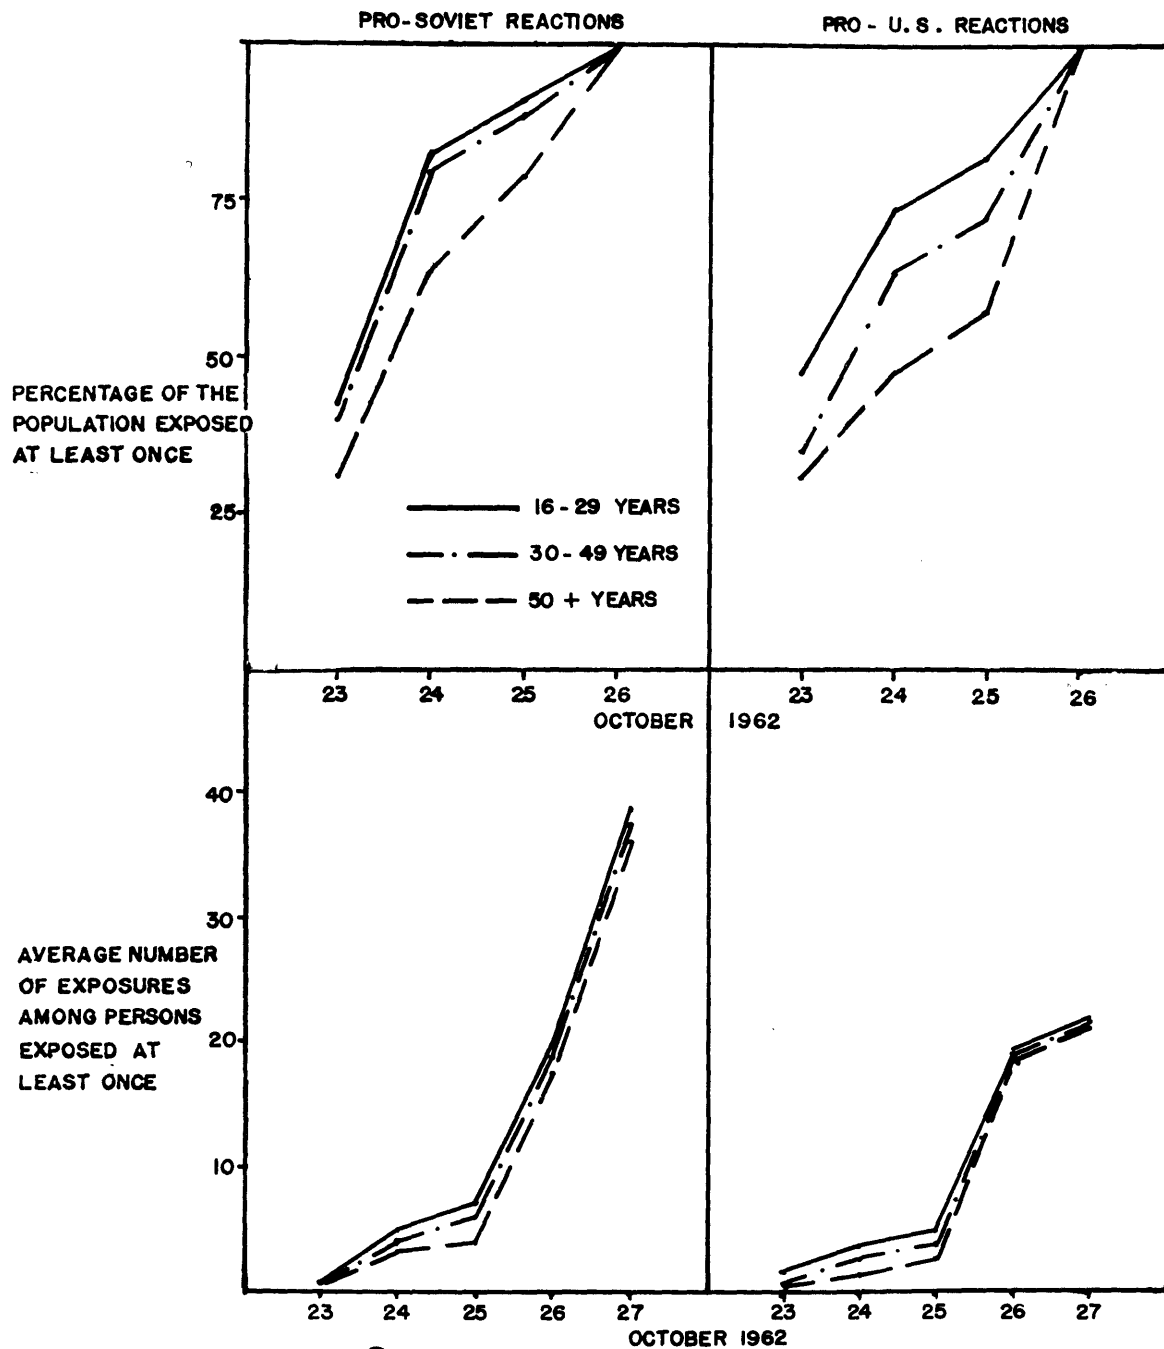 PRO-SOVIET REACTIONS
PRO - U.S. REACTIONS
75
50
25
PERCENTAGE OF THE
POPULATION EXPOSED
AT LEAST ONCE
16 - 29 YEARS
30 - 49 YEARS
50 + YEARS
23 24 25 26
23 24 25 26
OCTOBER 1962
40
30
20
10
AVERAGE NUMBER
OF EXPOSURES
AMONG PERSONS
EXPOSED AT
LEAST ONCE
23 24 25 26 27
23 24 25 26 27
OCTOBER 1962